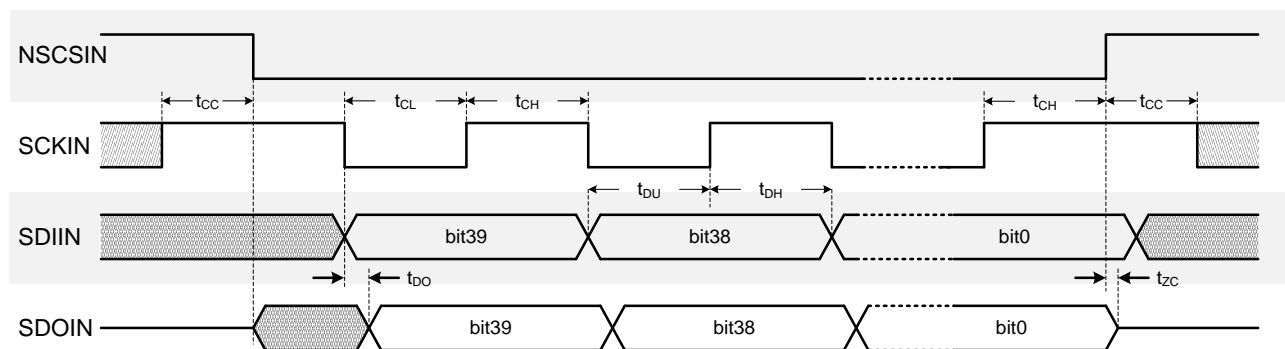 NSCSIN
tCC tCL tCH tCH tCC
SCKIN
tDU tDH
SDIIN bit39 bit38 bit0
tDO tZC
SDOIN bit39 bit38 bit0